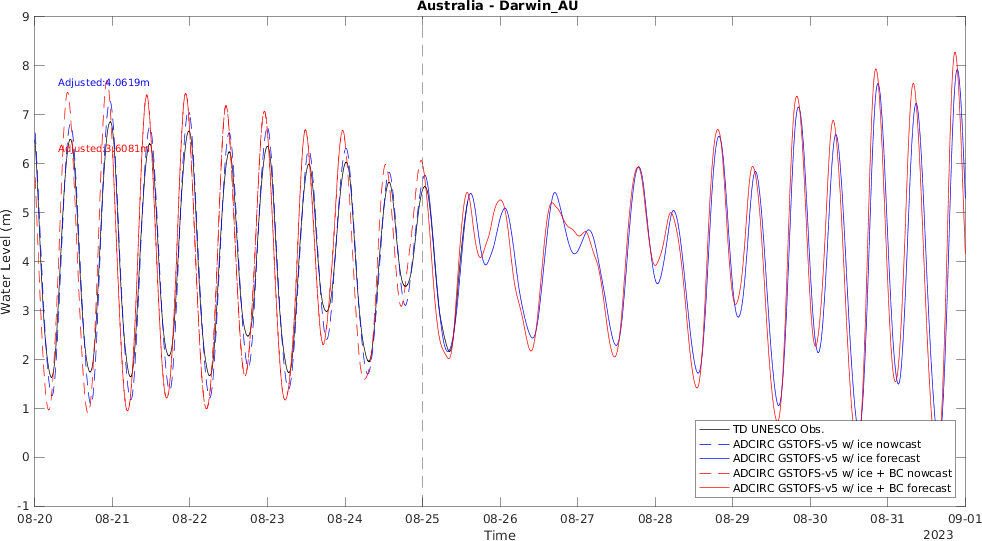 Australia - Darwin_AU
9
8
7
6
5
4
3
2
1
0
-1
Water Level (m)
Adjusted:4.0619m
Adjusted:3.6081m
TD UNESCO Obs.
ADCIRC GSTOFS-v5 w/ ice nowcast
ADCIRC GSTOFS-v5 w/ ice forecast
ADCIRC GSTOFS-v5 w/ ice + BC nowcast
ADCIRC GSTOFS-v5 w/ ice + BC forecast
08-20 08-21 08-22 08-23 08-24 08-25 08-26 08-27 08-28 08-29 08-30 08-31 09-01
Time
2023